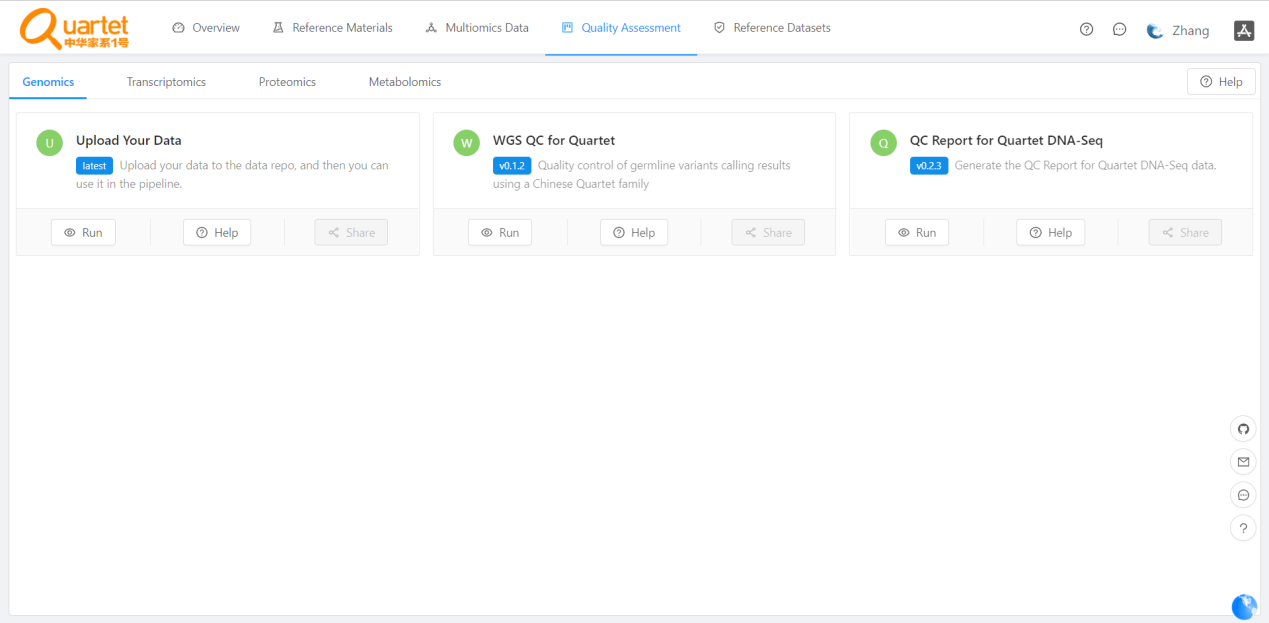 Quartet
中华家系1号
Overview
Reference Materials
Multiomics Data
Quality Assessment
Reference Datasets
Zhang
Genomics
Transcriptomics
Proteomics
Metabolomics
Help
U
Upload Your Data
latest Upload your data to the data repo, and then you can
use it in the pipeline.
Run
Help
Share
W
WGS QC for Quartet
v0.1.2 Quality control of germline variants calling results
using a Chinese Quartet family
Run
Help
Share
Q
QC Report for Quartet DNA-Seq
v0.2.3 Generate the QC Report for Quartet DNA-Seq data.
Run
Help
Share